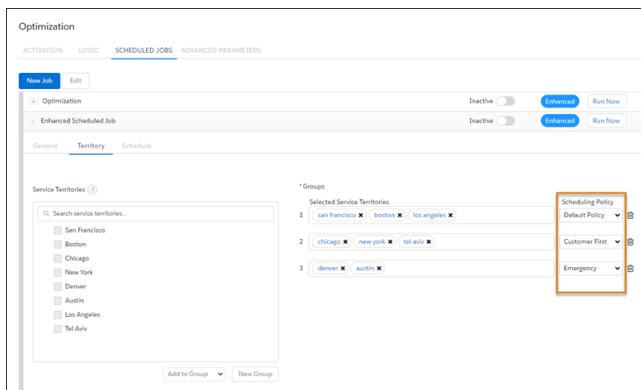 Optimization
ACTIVATION LOGIC SCHEDULED JOBS ADVANCED PARAMETERS
New Job Edit
Optimization Inactive Enhanced Run Now
Enhanced Scheduled Job Inactive Enhanced Run Now
General Territory Schedule
Service Territories ?
* Groups
Selected Service Territories Scheduling Policy
Search service territories...
1 san francisco ✖ boston ✖ los angeles ✖ Default Policy
San Francisco
Boston
2 chicago ✖ new york ✖ tel aviv ✖ Customer First
Chicago
New York
3 denver ✖ austin ✖ Emergency
Denver
Austin
Los Angeles
Tel Aviv
Add to Group New Group